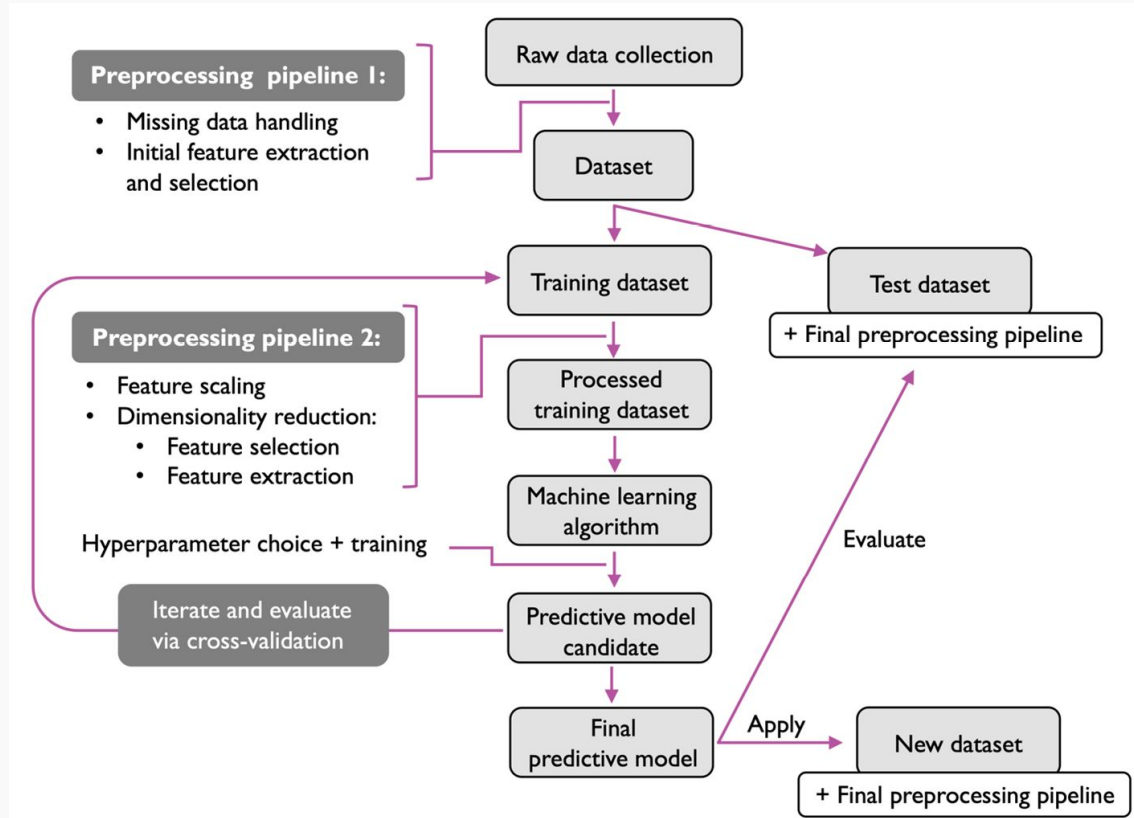 Raw data collection
Preprocessing pipeline 1:
• Missing data handling
• Initial feature extraction
and selection
Dataset
Training dataset
Test dataset
+ Final preprocessing pipeline
Preprocessing pipeline 2:
• Feature scaling
• Dimensionality reduction:
• Feature selection
• Feature extraction
Processed
training dataset
Machine learning
algorithm
Evaluate
Hyperparameter choice + training
Iterate and evaluate
via cross-validation
Predictive model
candidate
Final
predictive model
Apply
New dataset
+ Final preprocessing pipeline